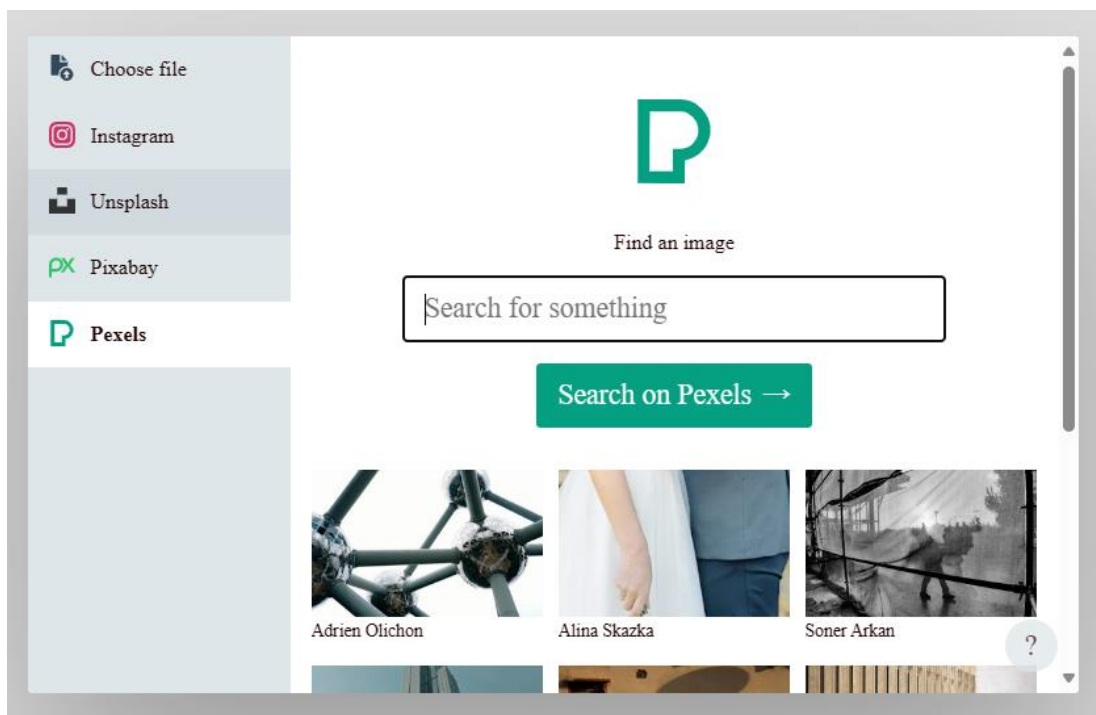 Choose file
Instagram
Unsplash
Pixabay
Pexels
Find an image
Search for something
Search on Pexels →
Adrien Olichon
Alina Skazka
Soner Arkan
?